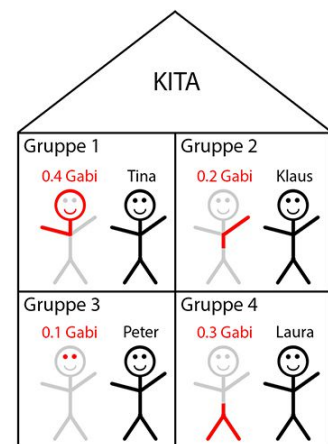 KITA
Gruppe 1
0.4 Gabi Tina
Gruppe 2
0.2 Gabi Klaus
Gruppe 3
0.1 Gabi Peter
Gruppe 4
0.3 Gabi Laura